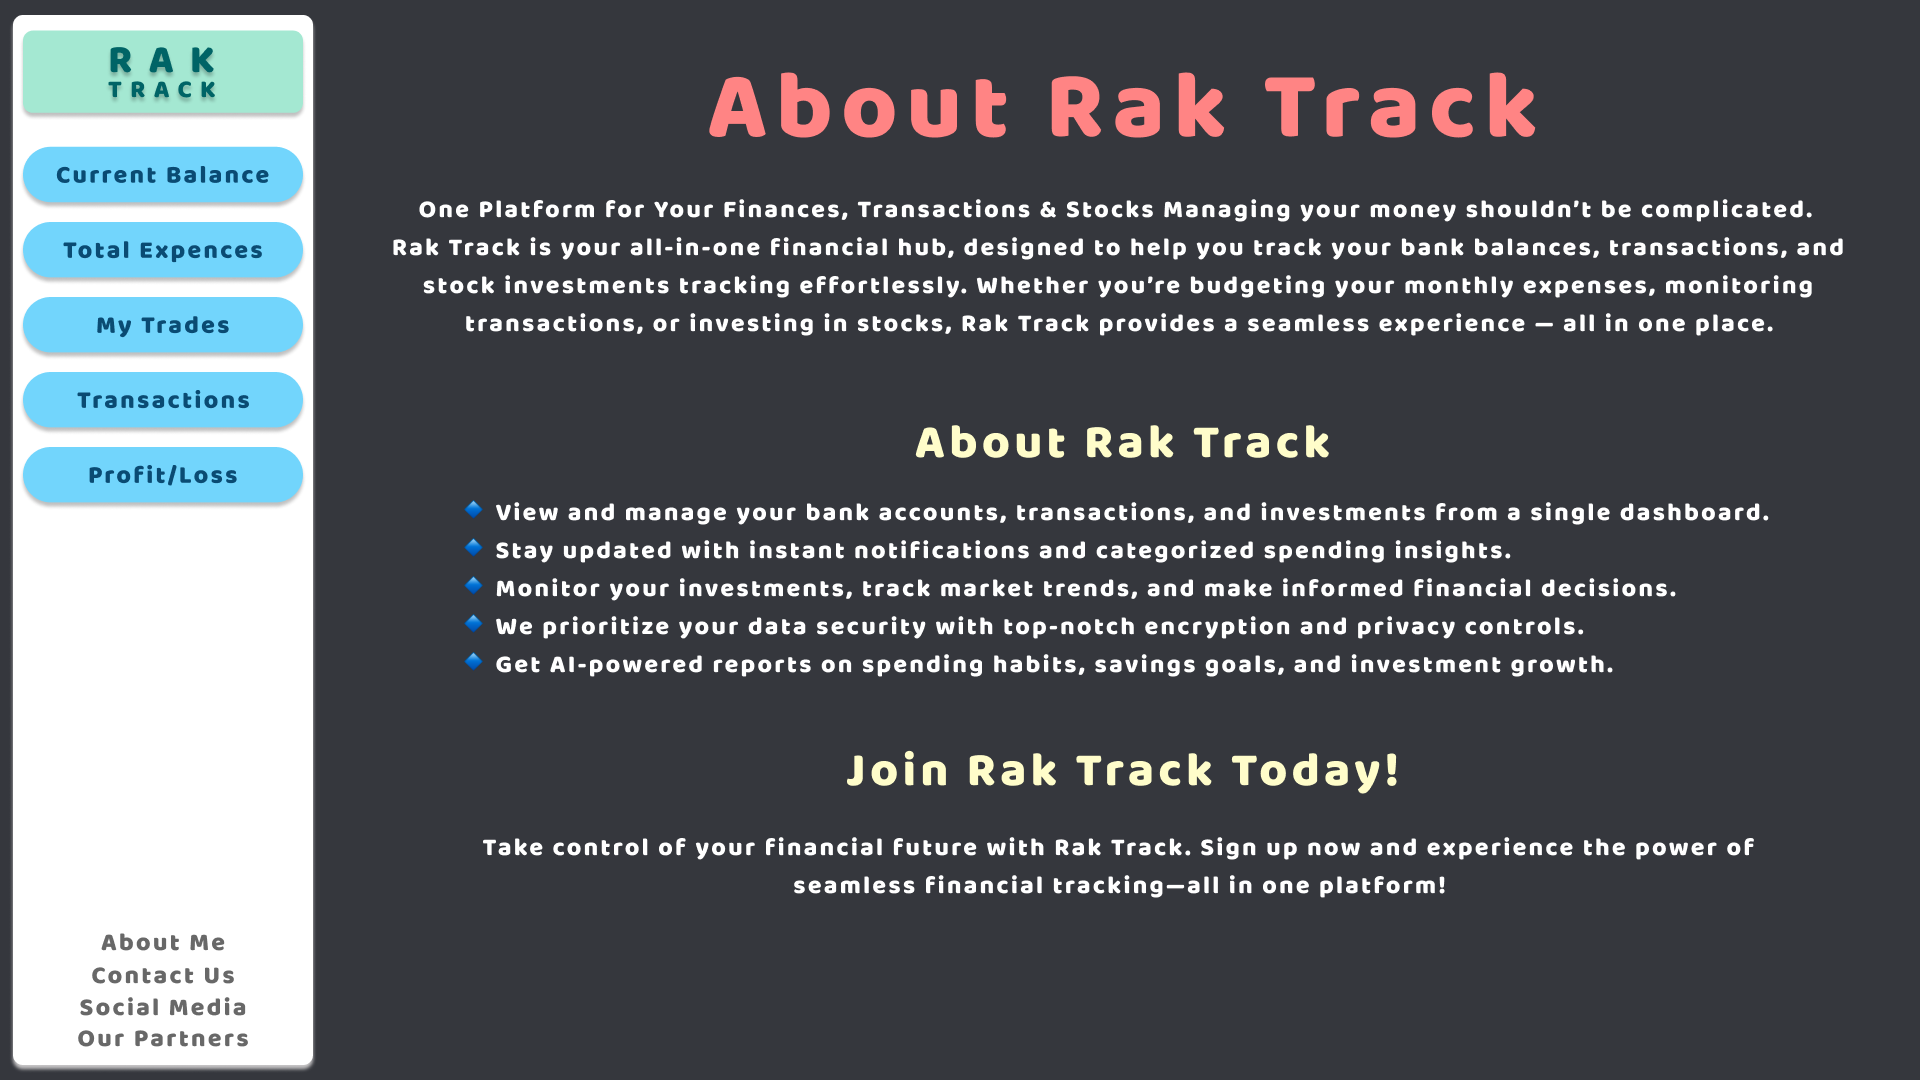 RAK
TRACK
Current Balance
Total Expences
My Trades
Transactions
Profit/Loss
About Me
Contact Us
Social Media
Our Partners
About Rak Track
One Platform for Your Finances, Transactions & Stocks Managing your money shouldn’t be complicated.
Rak Track is your all-in-one financial hub, designed to help you track your bank balances, transactions, and
stock investments tracking effortlessly. Whether you’re budgeting your monthly expenses, monitoring
transactions, or investing in stocks, Rak Track provides a seamless experience — all in one place.
About Rak Track
🔹 View and manage your bank accounts, transactions, and investments from a single dashboard.
🔹 Stay updated with instant notifications and categorized spending insights.
🔹 Monitor your investments, track market trends, and make informed financial decisions.
🔹 We prioritize your data security with top-notch encryption and privacy controls.
🔹 Get AI-powered reports on spending habits, savings goals, and investment growth.
Join Rak Track Today!
Take control of your financial future with Rak Track. Sign up now and experience the power of
seamless financial tracking—all in one platform!